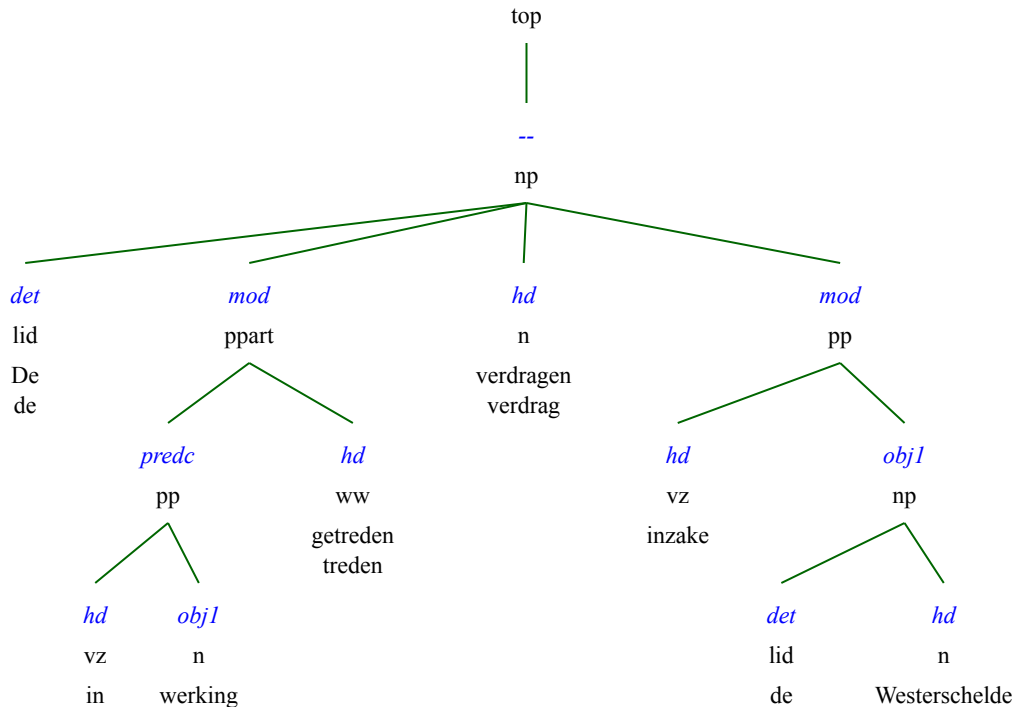 top
--
np
det mod hd mod
lid ppart n pp
De verdragen
de verdrag
predc hd hd obj1
pp ww vz np
getreden inzake
treden
hd obj1 det hd
vz n lid n
in werking de Westerschelde